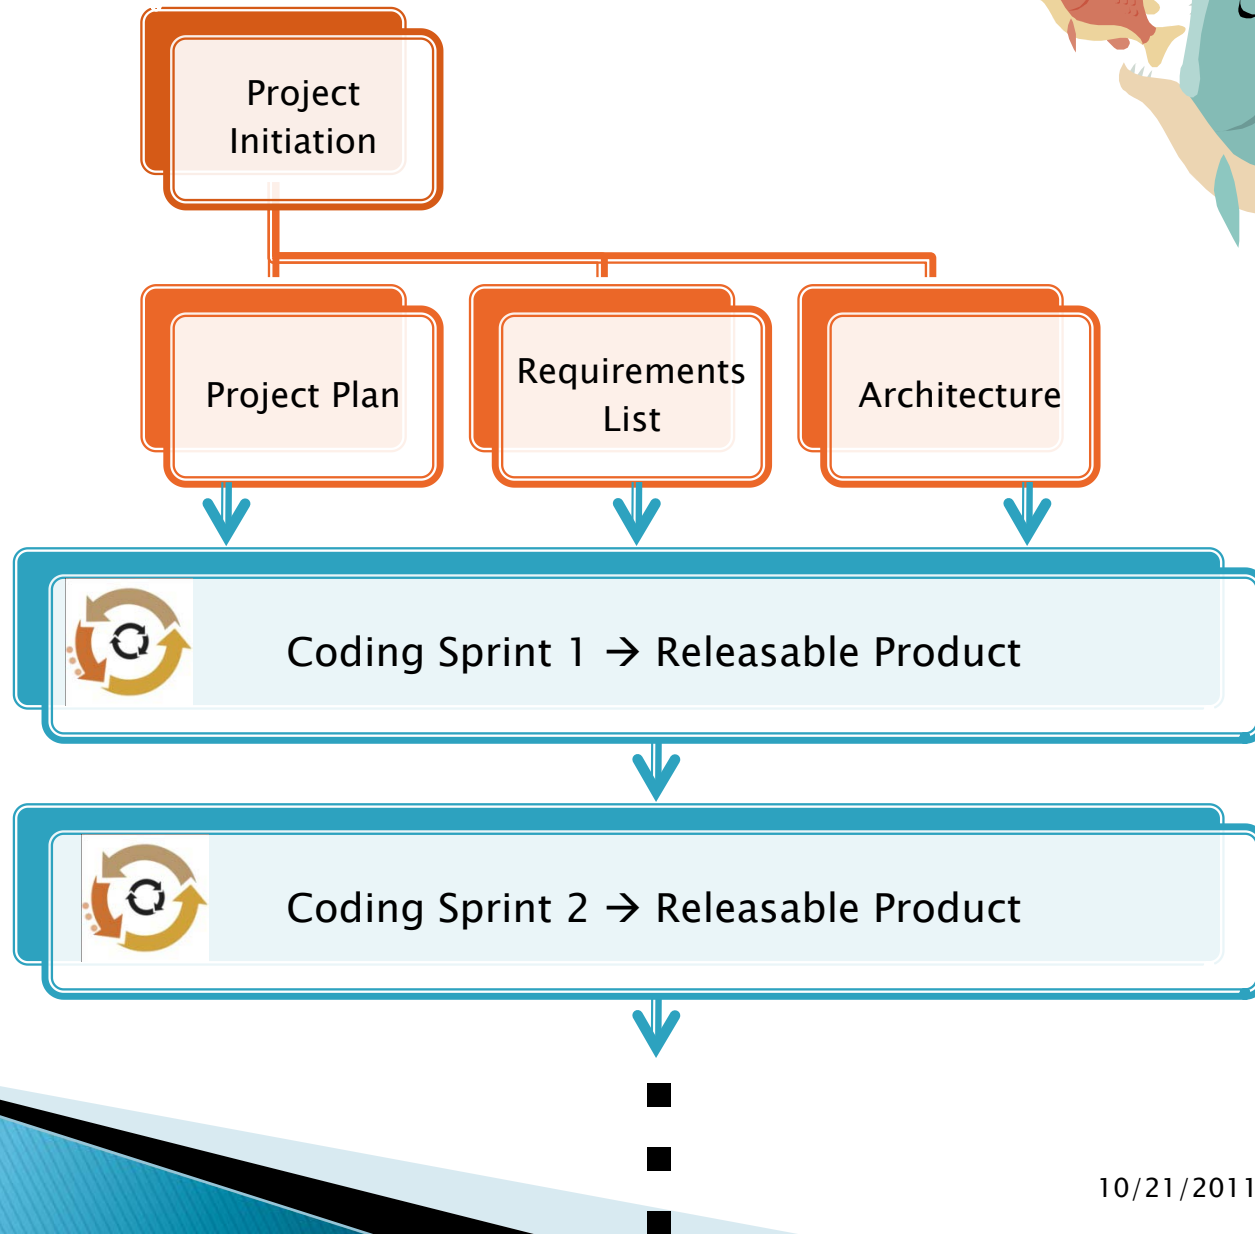 Project
Initiation
Project Plan
Requirements
List
Architecture
Coding Sprint 1 → Releasable Product
Coding Sprint 2 → Releasable Product
10/21/2011